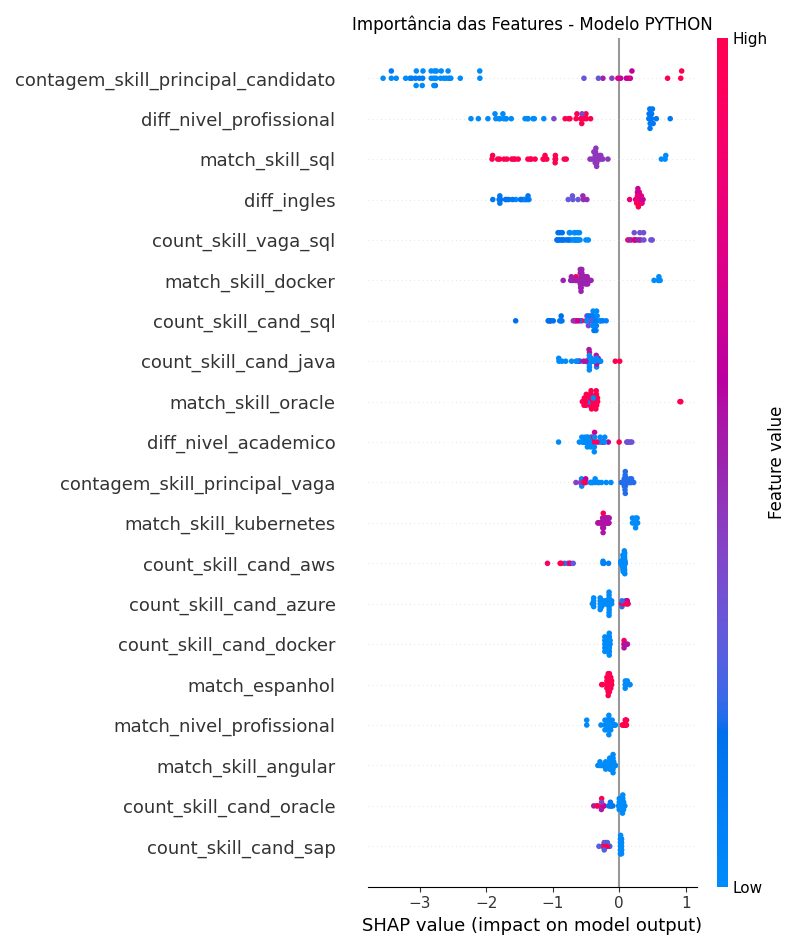 Importância das Features - Modelo PYTHON
High
contagem_skill_principal_candidato
diff_nivel_profissional
match_skill_sql
diff_ingles
count_skill_vaga_sql
match_skill_docker
count_skill_cand_sql
count_skill_cand_java
match_skill_oracle
diff_nivel_academico
contagem_skill_principal_vaga
match_skill_kubernetes
count_skill_cand_aws
count_skill_cand_azure
count_skill_cand_docker
match_espanhol
match_nivel_profissional
match_skill_angular
count_skill_cand_oracle
count_skill_cand_sap
Feature value
Low
−3 −2 −1 0 1
SHAP value (impact on model output)